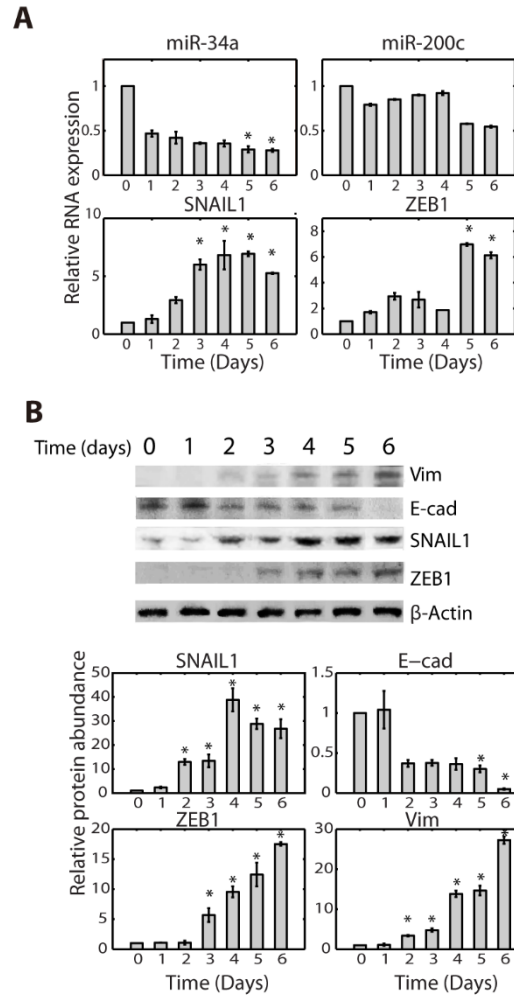 A
miR-34a miR-200c
Relative RNA expression
1
0.5
0
0 1 2 3 4 5 6
* *
1
0.5
0
0 1 2 3 4 5 6
SNAIL1 ZEB1
10
5
0
* * * *
0 1 2 3 4 5 6
8
6
4
2
0
* *
0 1 2 3 4 5 6
Time (Days) Time (Days)
B
Time (days) 0 1 2 3 4 5 6
Vim
E-cad
SNAIL1
ZEB1
β-Actin
Relative protein abundance
SNAIL1 E−cad
50
40
30
20
10
0
* * * * *
0 1 2 3 4 5 6
1.5
1
0.5
0
* *
0 1 2 3 4 5 6
ZEB1 Vim
20
15
10
5
0
* * * *
0 1 2 3 4 5 6
30
20
10
0
* * * * *
0 1 2 3 4 5 6
Time (Days) Time (Days)